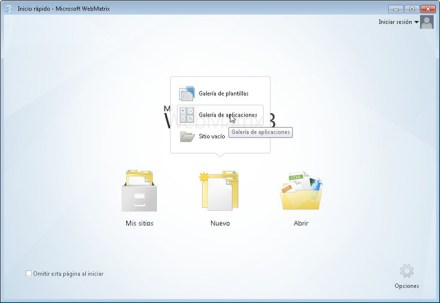 Inicio rápido - Microsoft WebMatrix
Iniciar sesión
Galería de plantillas
Galería de aplicaciones
Galería de aplicaciones
Sitio vacío
Mis sitios
Nuevo
Abrir
Omitir esta página al iniciar
Opciones